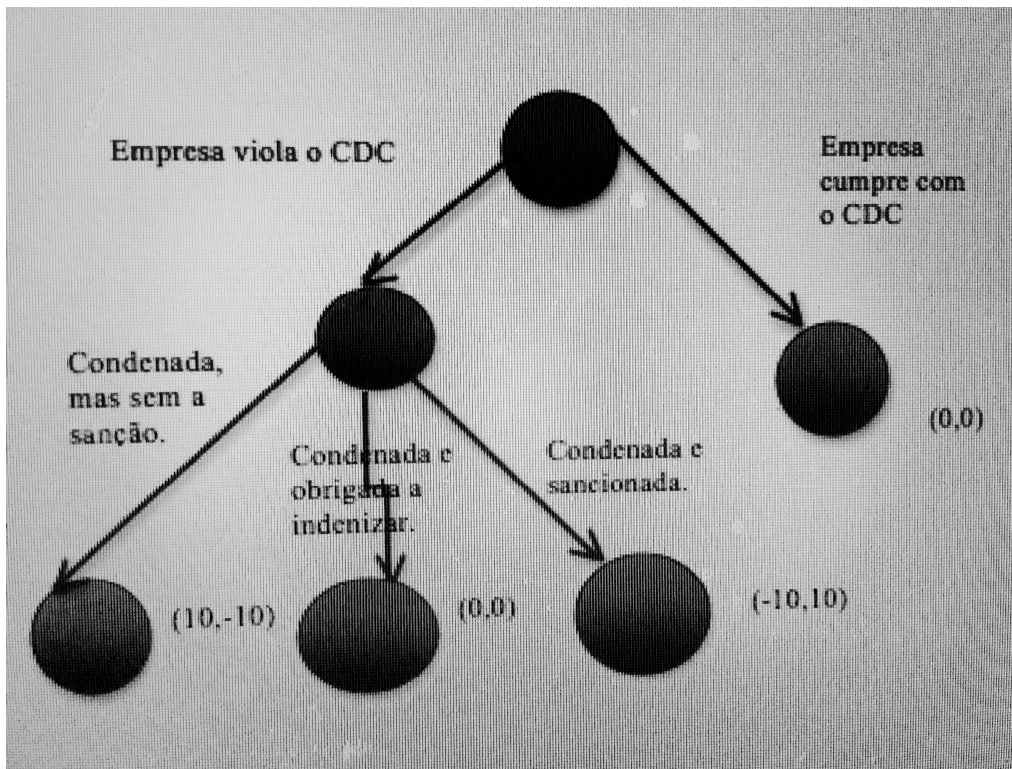 Empresa viola o CDC
Empresa
cumpre com
o CDC
Condenada,
mas sem a
sanção.
Condenada e
obrigada a
indenizar.
Condenada e
sancionada.
(0,0)
(10,-10)
(0,0)
(-10,10)